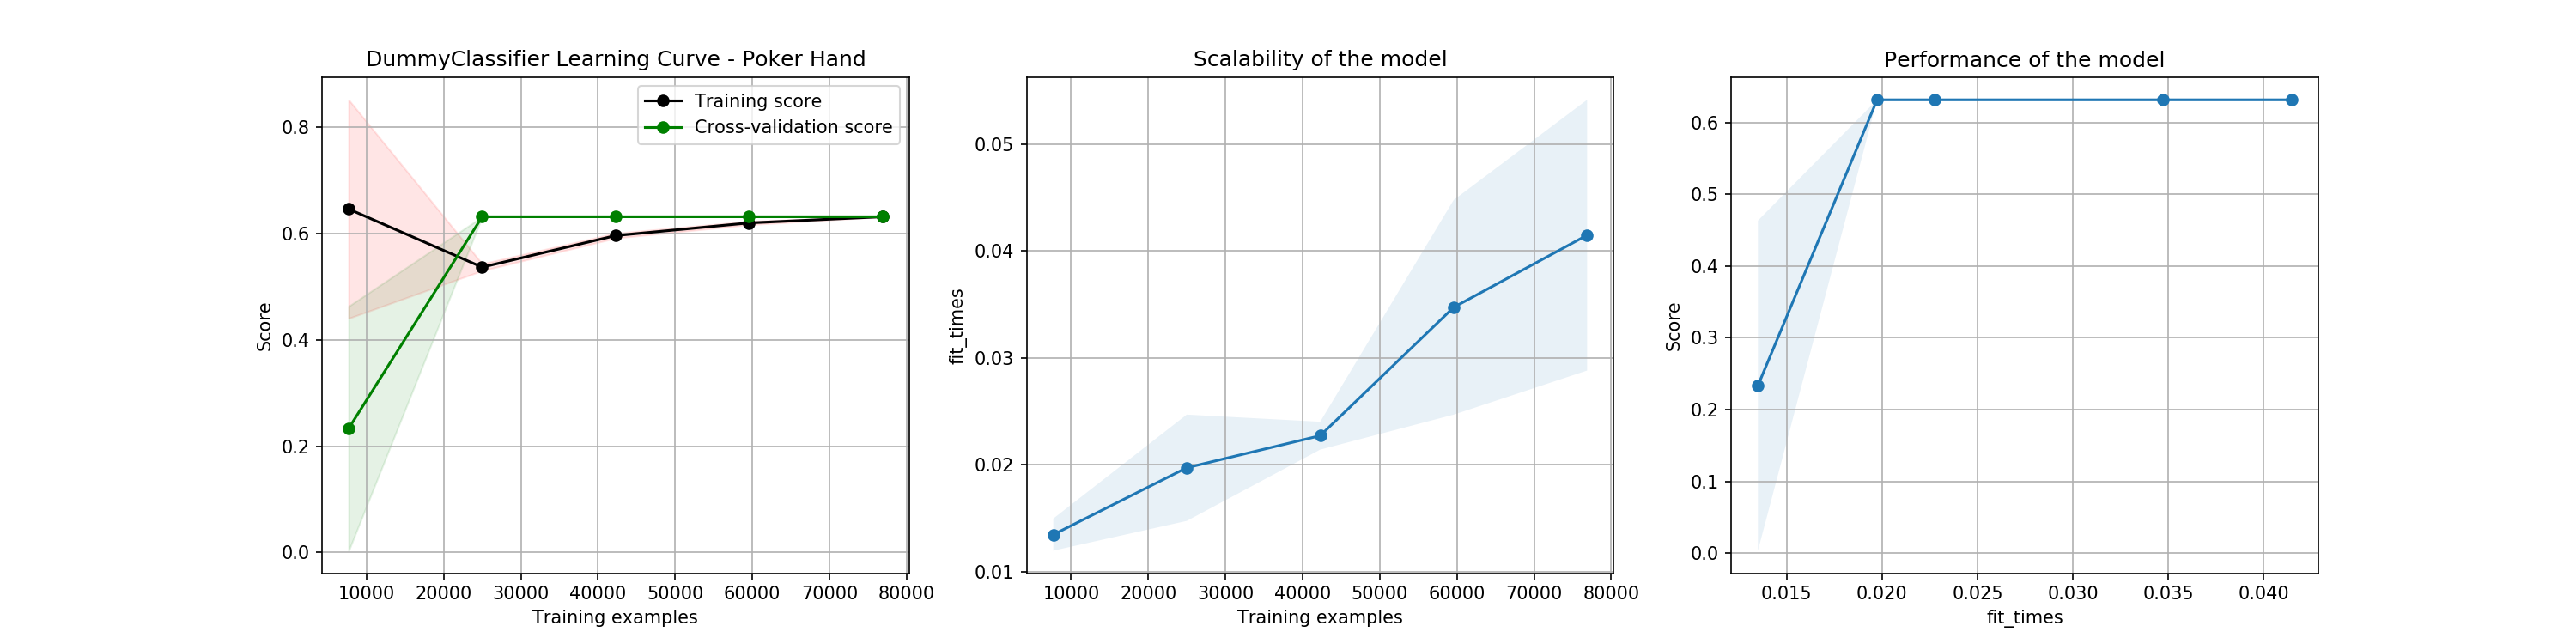 DummyClassifier Learning Curve - Poker Hand
Training score
Cross-validation score
Score
0.8
0.6
0.4
0.2
0.0
10000 20000 30000 40000 50000 60000 70000 80000
Training examples
Scalability of the model
fit_times
0.05
0.04
0.03
0.02
0.01
10000 20000 30000 40000 50000 60000 70000 80000
Training examples
Performance of the model
Score
0.6
0.5
0.4
0.3
0.2
0.1
0.0
0.015 0.020 0.025 0.030 0.035 0.040
fit_times